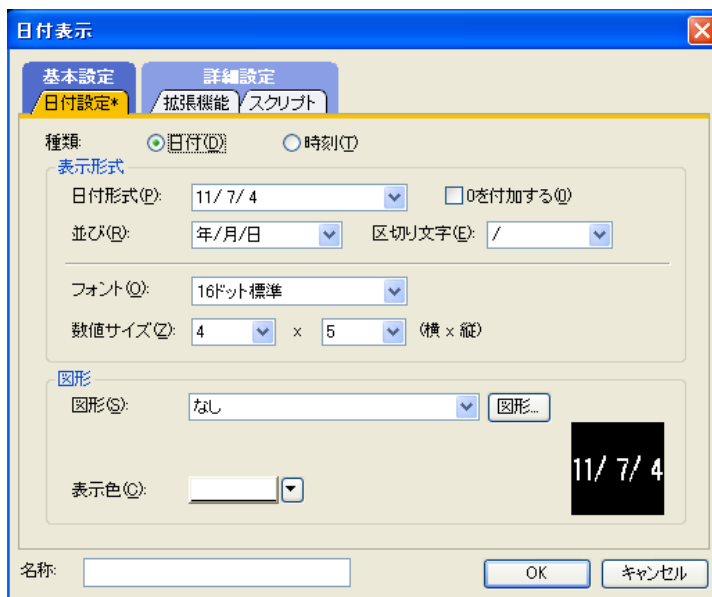 日付表示
基本設定 詳細設定
日付設定* 拡張機能 スクリプト
種類: 日付(D) 時刻(T)
表示形式
日付形式(P): 11/ 7/ 4 0を付加する(0)
並び(R): 年/月/日 区切り文字(E): /
フォント(O): 16ドット標準
数値サイズ(Z): 4 x 5 (横 x 縦)
図形
図形(S): なし 図形...
11/ 7/ 4
表示色(C):
名称: OK キャンセル